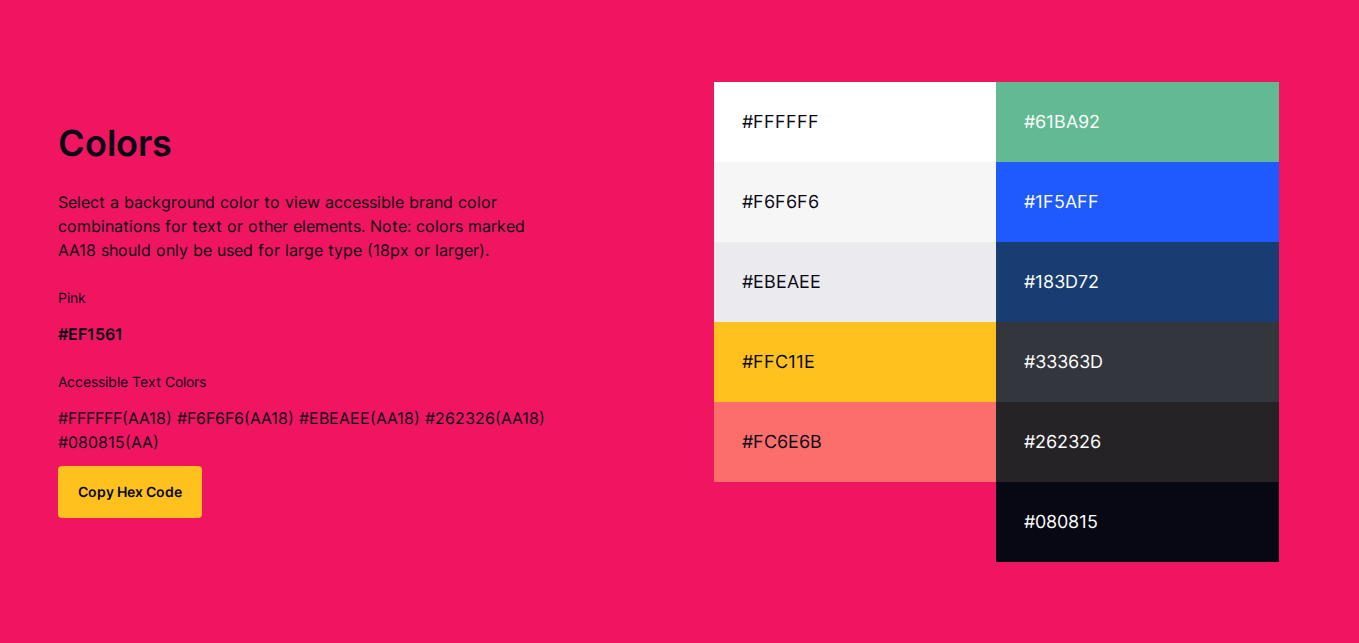 Colors
Select a background color to view accessible brand color
combinations for text or other elements. Note: colors marked
AA18 should only be used for large type (18px or larger).
Pink
#EF1561
Accessible Text Colors
#FFFFFF(AA18) #F6F6F6(AA18) #EBEAEE(AA18) #262326(AA18)
#080815(AA)
Copy Hex Code
#FFFFFF
#F6F6F6
#EBEAEE
#FFC11E
#FC6E6B
#61BA92
#1F5AFF
#183D72
#33363D
#262326
#080815